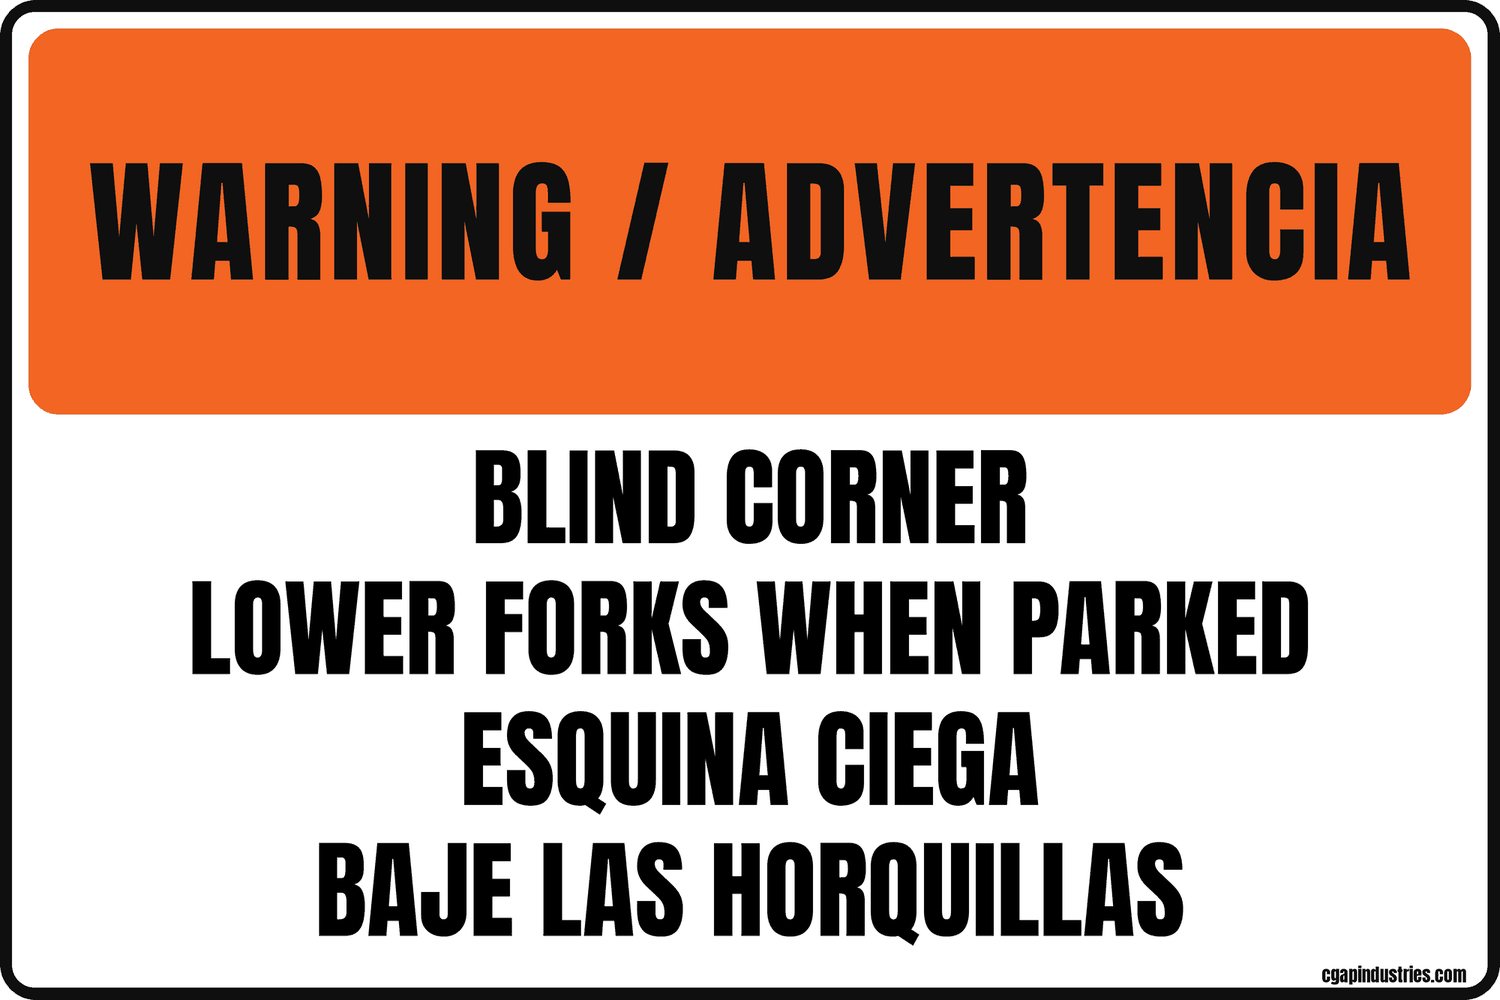 WARNING / ADVERTENCIA
BLIND CORNER
LOWER FORKS WHEN PARKED
ESQUINA CIEGA
BAJE LAS HORQUILLAS
cgapindustries.com